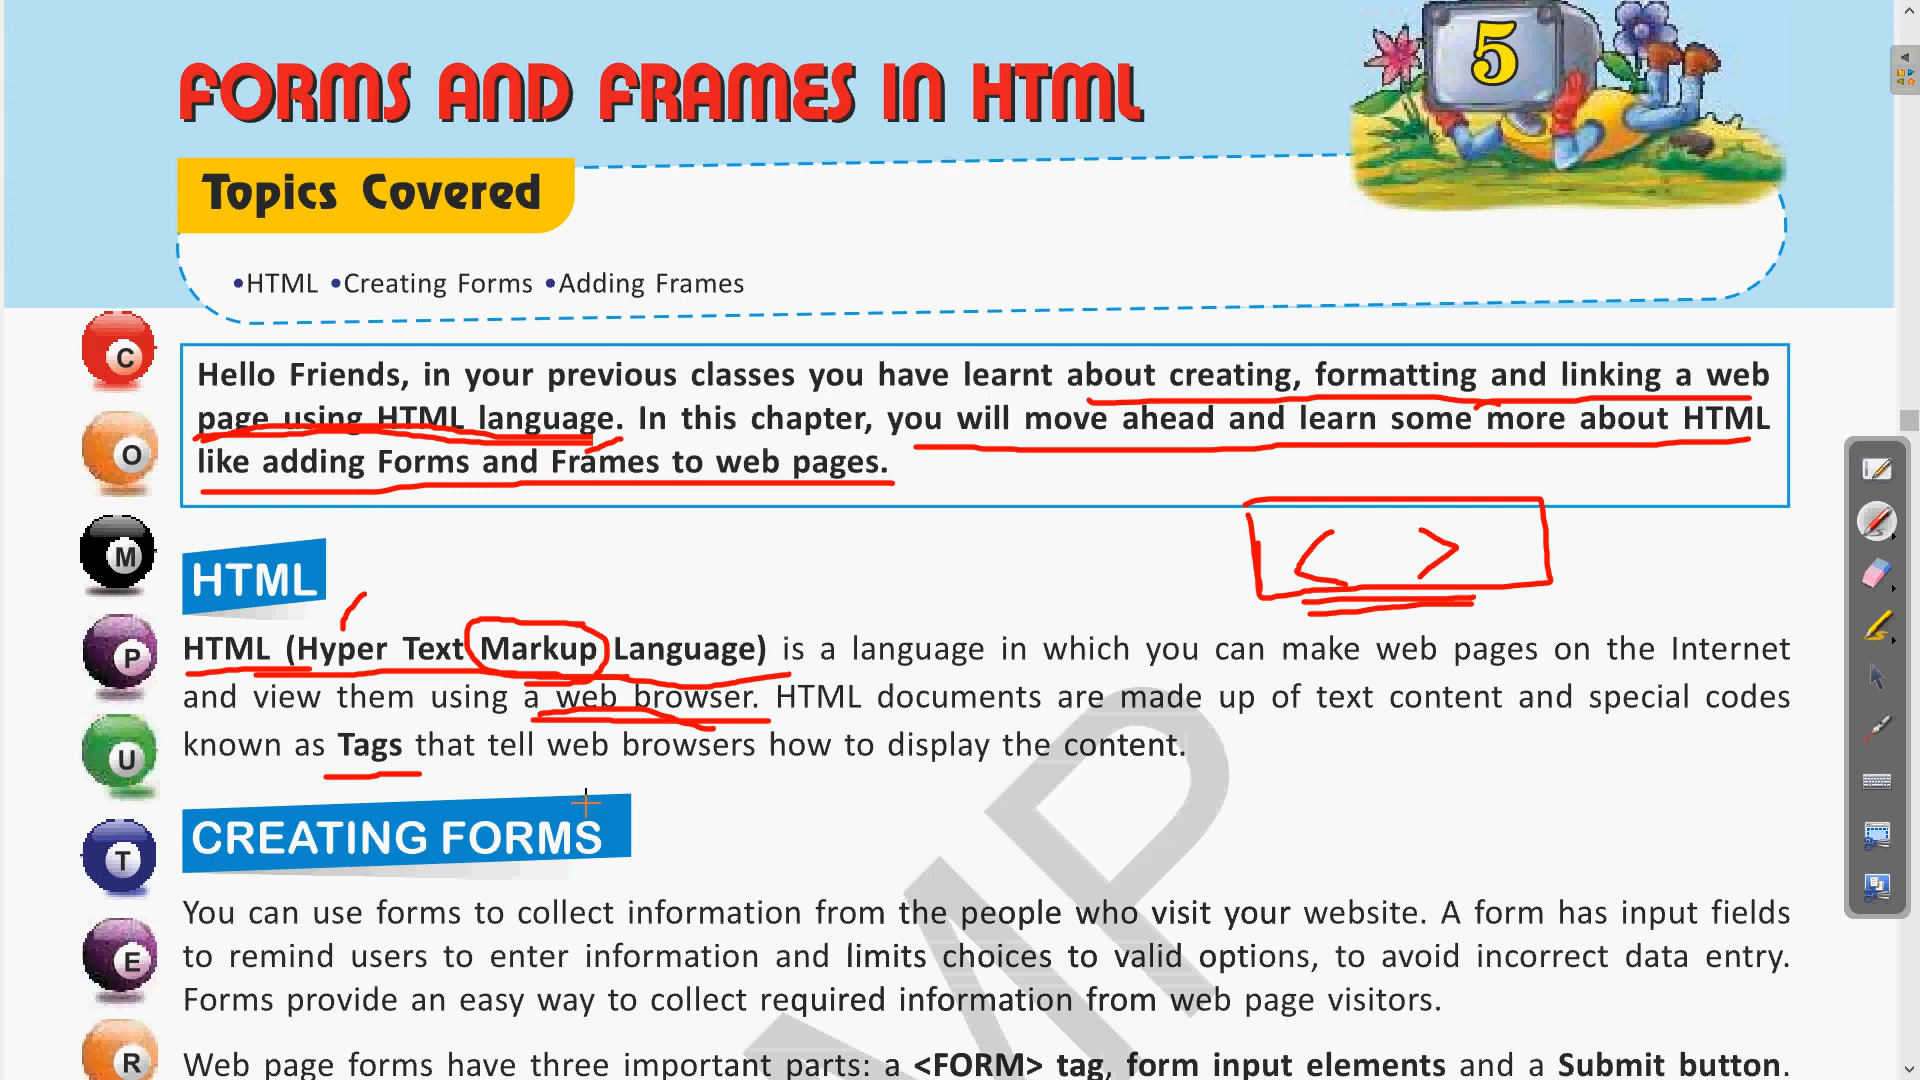 5
FORMS AND FRAMES IN HTML
Topics Covered
•HTML •Creating Forms •Adding Frames
Hello Friends, in your previous classes you have learnt about creating, formatting and linking a web
page using HTML language. In this chapter, you will move ahead and learn some more about HTML
like adding Forms and Frames to web pages.
< >
HTML
HTML (Hyper Text Markup Language) is a language in which you can make web pages on the Internet
and view them using a web browser. HTML documents are made up of text content and special codes
known as Tags that tell web browsers how to display the content.
CREATING FORMS
You can use forms to collect information from the people who visit your website. A form has input fields
to remind users to enter information and limits choices to valid options, to avoid incorrect data entry.
Forms provide an easy way to collect required information from web page visitors.
Web page forms have three important parts: a <FORM> tag, form input elements and a Submit button.
C
O
M
P
U
T
E
R
MP